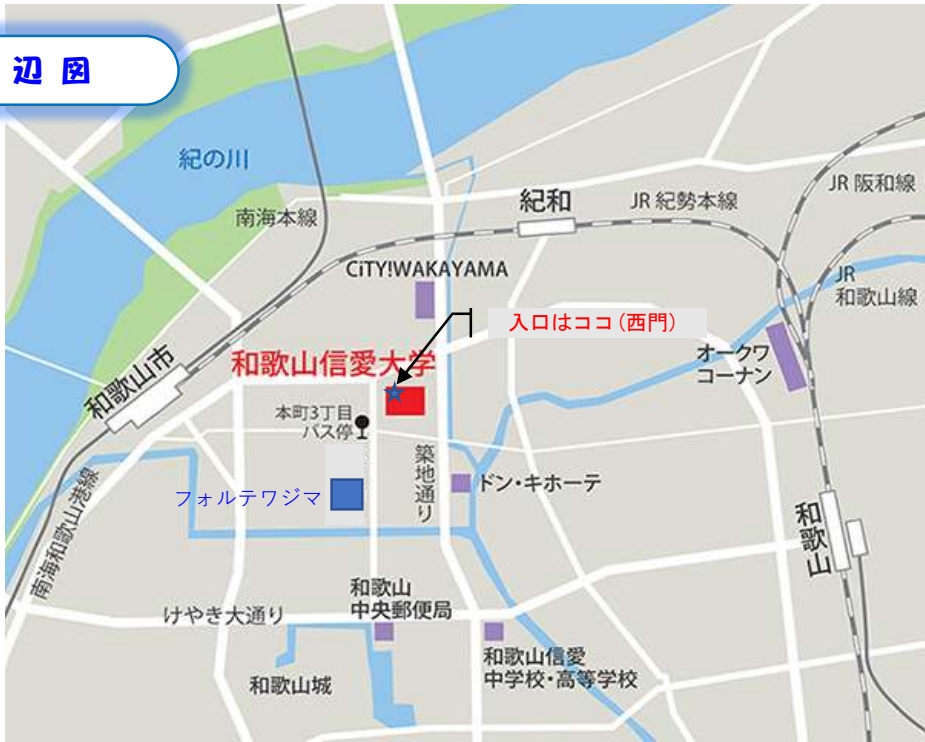 辺 図
紀の川
南海本線
紀和
JR 紀勢本線
JR 阪和線
JR
和歌山線
CiTY!WAKAYAMA
入口はココ(西門)
オークワ
コーナン
和歌山市
和歌山信愛大学
本町3丁目
バス停
築地通り
ドン・キホーテ
フォルテワジマ
南海和歌山港線
和歌山
和歌山
中央郵便局
けやき大通り
和歌山信愛
中学校・高等学校
和歌山城